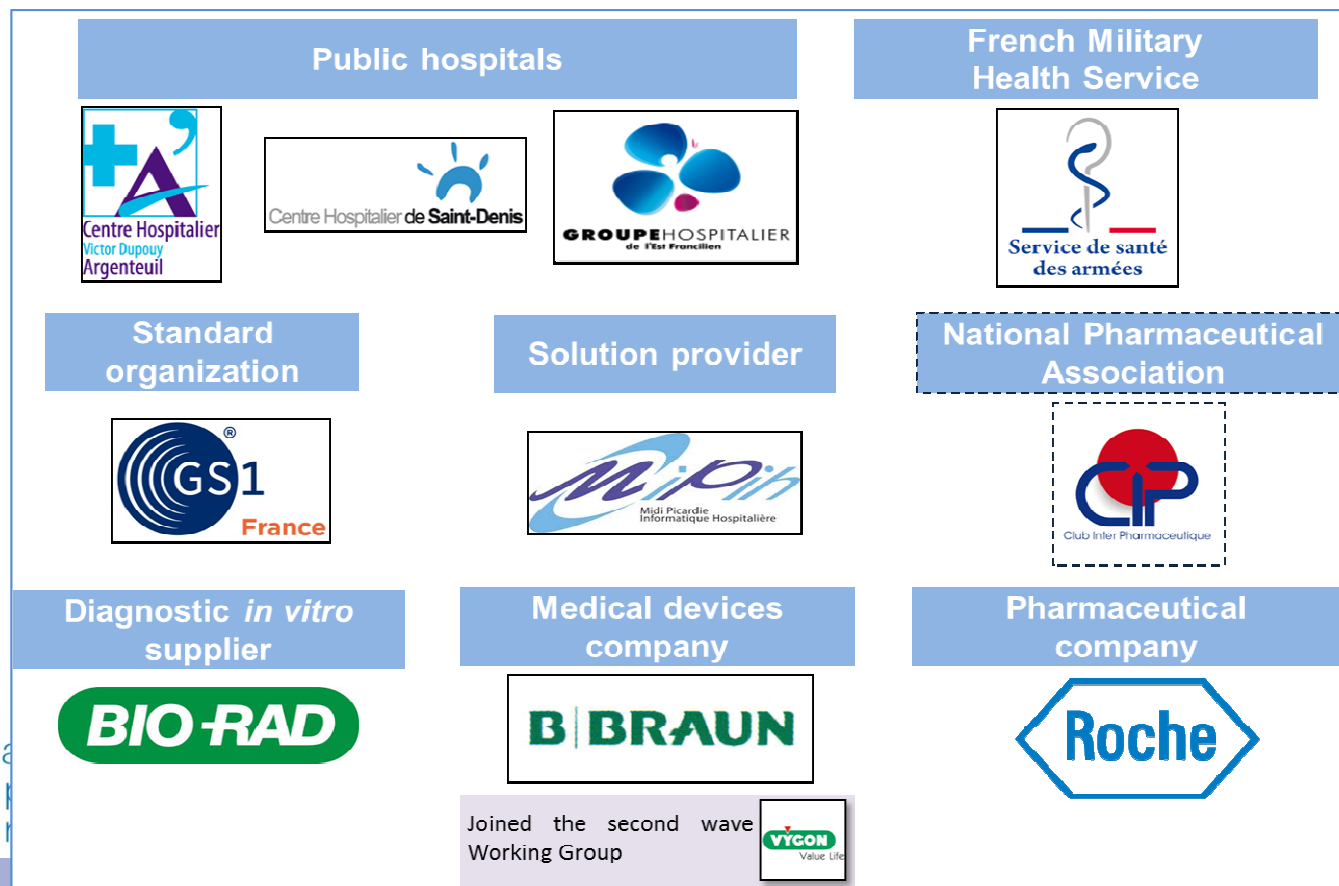 Public hospitals
French Military
Health Service
Centre Hospitalier
Victor Dupouy
Argenteuil
Centre Hospitalier de Saint-Denis
GROUPEHOSPITALIER
de l'Est Francilien
Service de santé
des armées
Standard
organization
Solution provider
National Pharmaceutical
Association
GS1
®
France
MiPih
Midi Picardie
Informatique Hospitalière
CIP
Club Inter Pharmaceutique
Diagnostic in vitro
supplier
Medical devices
company
Pharmaceutical
company
BIO-RAD
B|BRAUN
Roche
Joined the second wave
Working Group
VYGON
Value Life